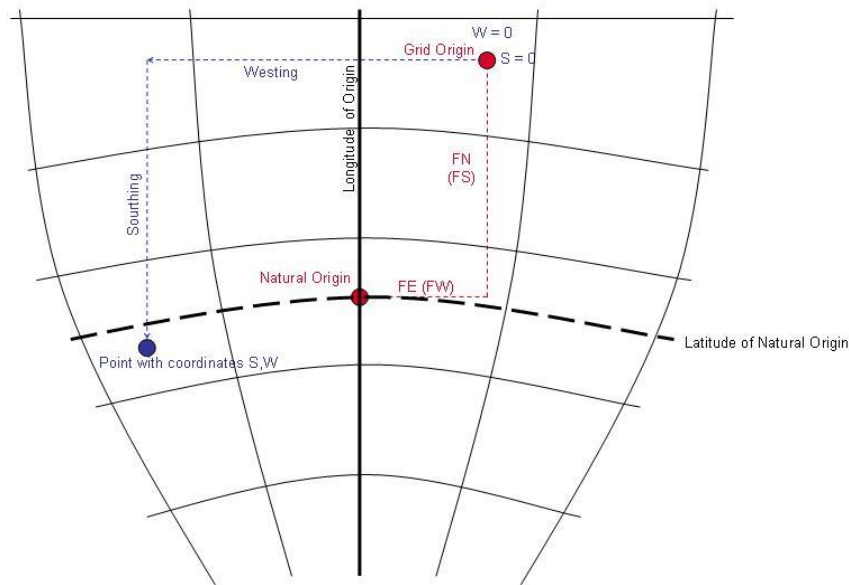 W = 0
Grid Origin
S = 0
Westing
Longitude of Origin
FN
(FS)
Sourthing
Natural Origin
FE (FW)
Latitude of Natural Origin
Point with coordinates S,W